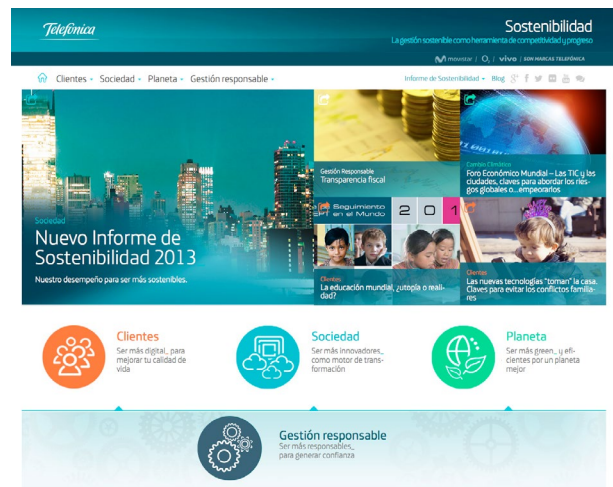 Telefónica
Sostenibilidad
La gestión sostenible como herramienta de competitividad y progreso
movistar | O₂ | vivo | SON MARCAS TELEFÓNICA
Clientes Sociedad Planeta Gestión responsable
Informe de Sostenibilidad Blog
Sociedad
Nuevo Informe de
Sostenibilidad 2013
Nuestro desempeño para ser más sostenibles.
Gestión Responsable
Transparencia fiscal
Cambio Climático
Foro Económico Mundial – Las TIC y las
ciudades, claves para abordar los ries-
gos globales o...empeorarlos
Seguimiento
EPT en el Mundo
2 0 1
Clientes
La educación mundial, ¿utopía o reali-
dad?
Clientes
Las nuevas tecnologías "toman" la casa.
Claves para evitar los conflictos familia-
res
Clientes
Ser más digital_ para
mejorar tu calidad de
vida
Sociedad
Ser más innovadores_
como motor de trans-
formación
Planeta
Ser más green_ y efi-
cientes por un planeta
mejor
Gestión responsable
Ser más responsables_
para generar confianza